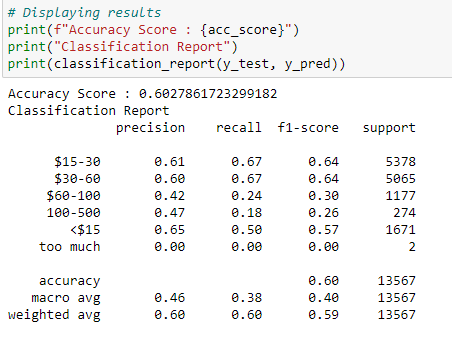 # Displaying results
print(f"Accuracy Score : {acc_score}")
print("Classification Report")
print(classification_report(y_test, y_pred))
Accuracy Score : 0.6027861723299182
Classification Report
precision recall f1-score support
$15-30 0.61 0.67 0.64 5378
$30-60 0.60 0.67 0.64 5065
$60-100 0.42 0.24 0.30 1177
100-500 0.47 0.18 0.26 274
<$15 0.65 0.50 0.57 1671
too much 0.00 0.00 0.00 2
accuracy 0.60 13567
macro avg 0.46 0.38 0.40 13567
weighted avg 0.60 0.60 0.59 13567